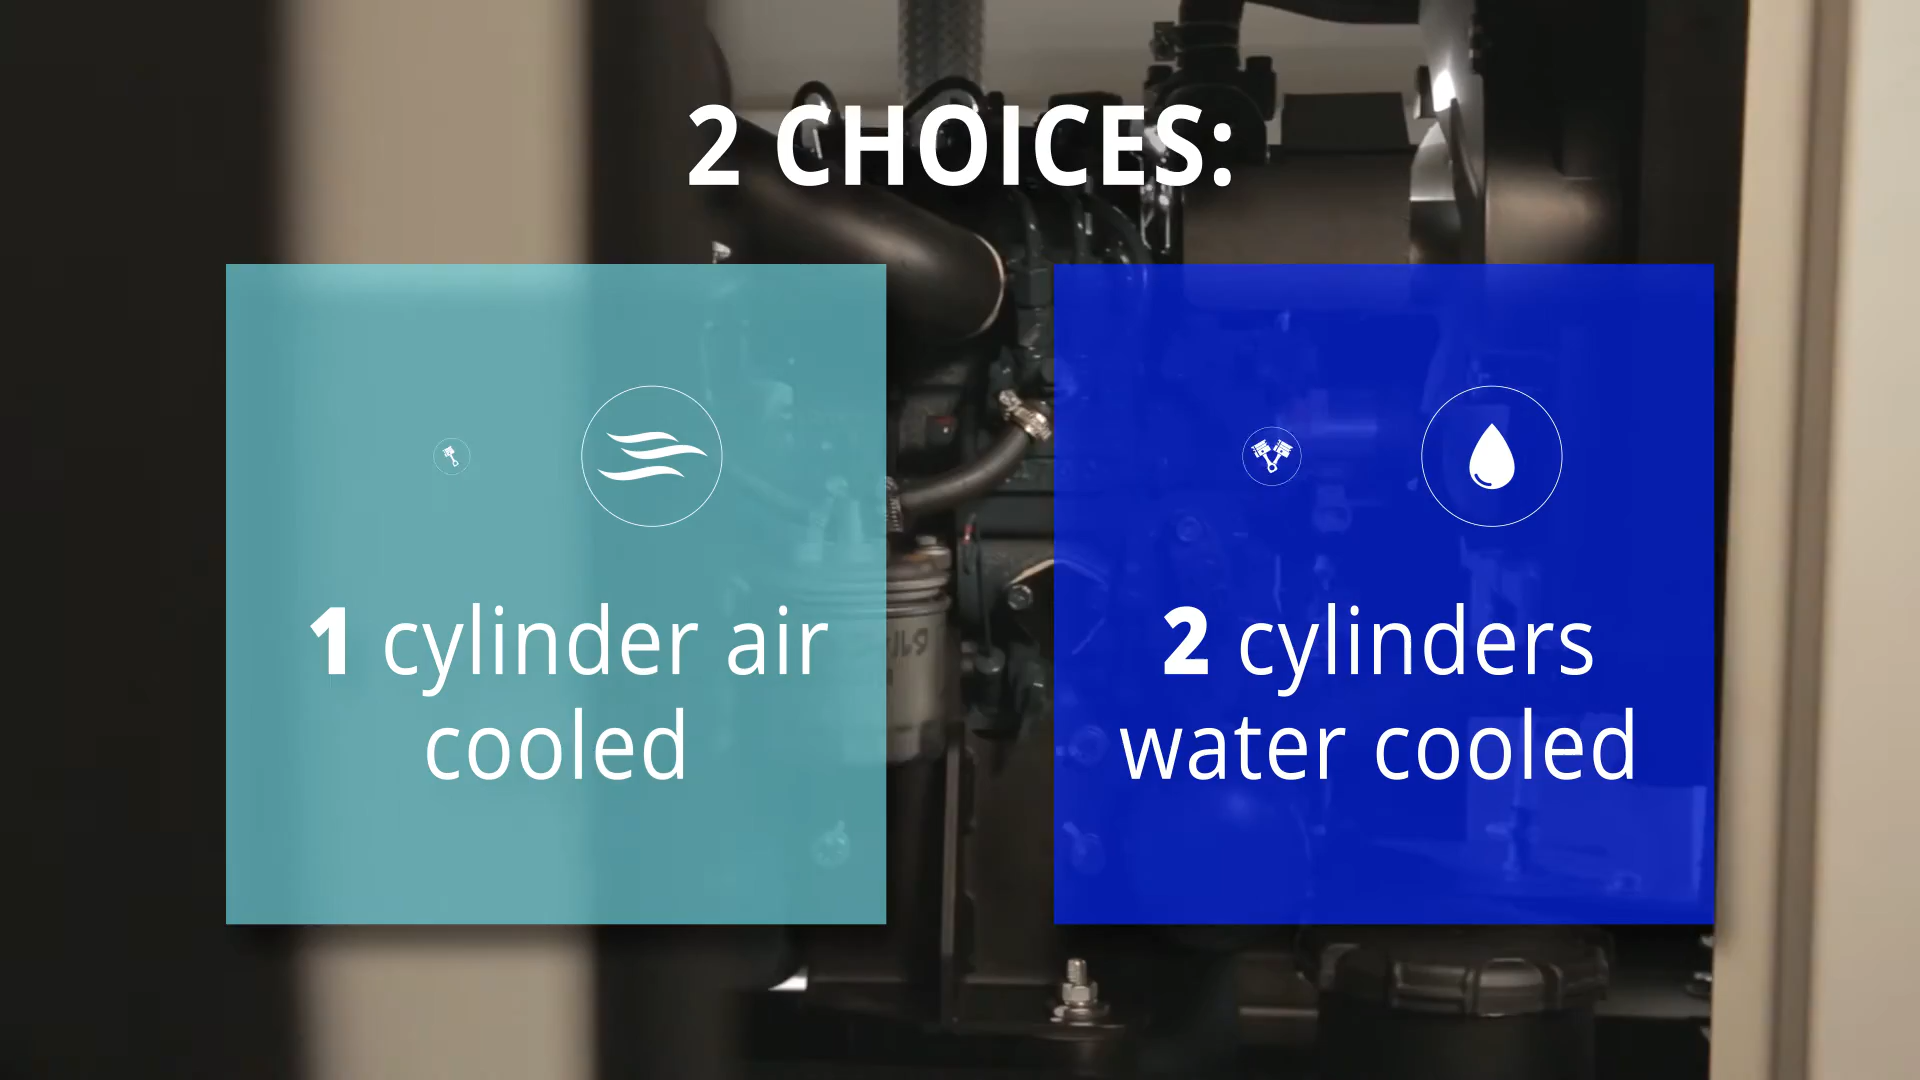 2 CHOICES:
1 cylinder air
cooled
2 cylinders
water cooled